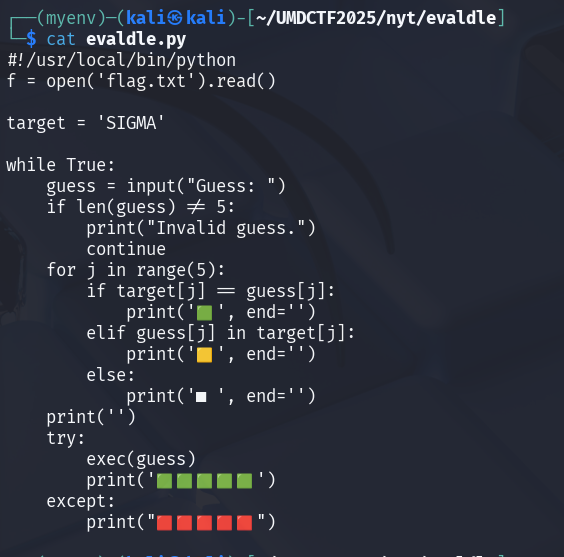 ┌──(myenv)─(kali㉿kali)-[~/UMDCTF2025/nyt/evaldle]
└─$ cat evaldle.py
#!/usr/local/bin/python
f = open('flag.txt').read()

target = 'SIGMA'

while True:
    guess = input("Guess: ")
    if len(guess) != 5:
        print("Invalid guess.")
        continue
    for j in range(5):
        if target[j] == guess[j]:
            print('🟩', end='')
        elif guess[j] in target[j]:
            print('🟨', end='')
        else:
            print('⬜', end='')
    print('')
    try:
        exec(guess)
        print('🟩🟩🟩🟩🟩')
    except:
        print("🟥🟥🟥🟥🟥")